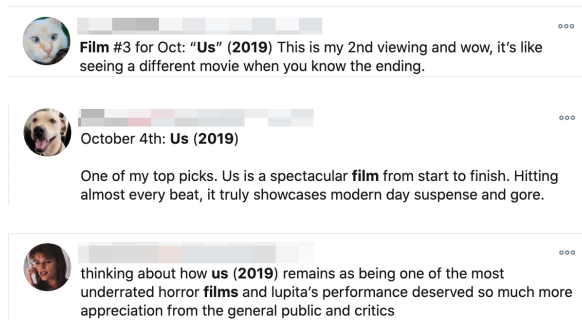 Film #3 for Oct: “Us” (2019) This is my 2nd viewing and wow, it’s like
seeing a different movie when you know the ending.
October 4th: Us (2019)
One of my top picks. Us is a spectacular film from start to finish. Hitting
almost every beat, it truly showcases modern day suspense and gore.
thinking about how us (2019) remains as being one of the most
underrated horror films and lupita’s performance deserved so much more
appreciation from the general public and critics